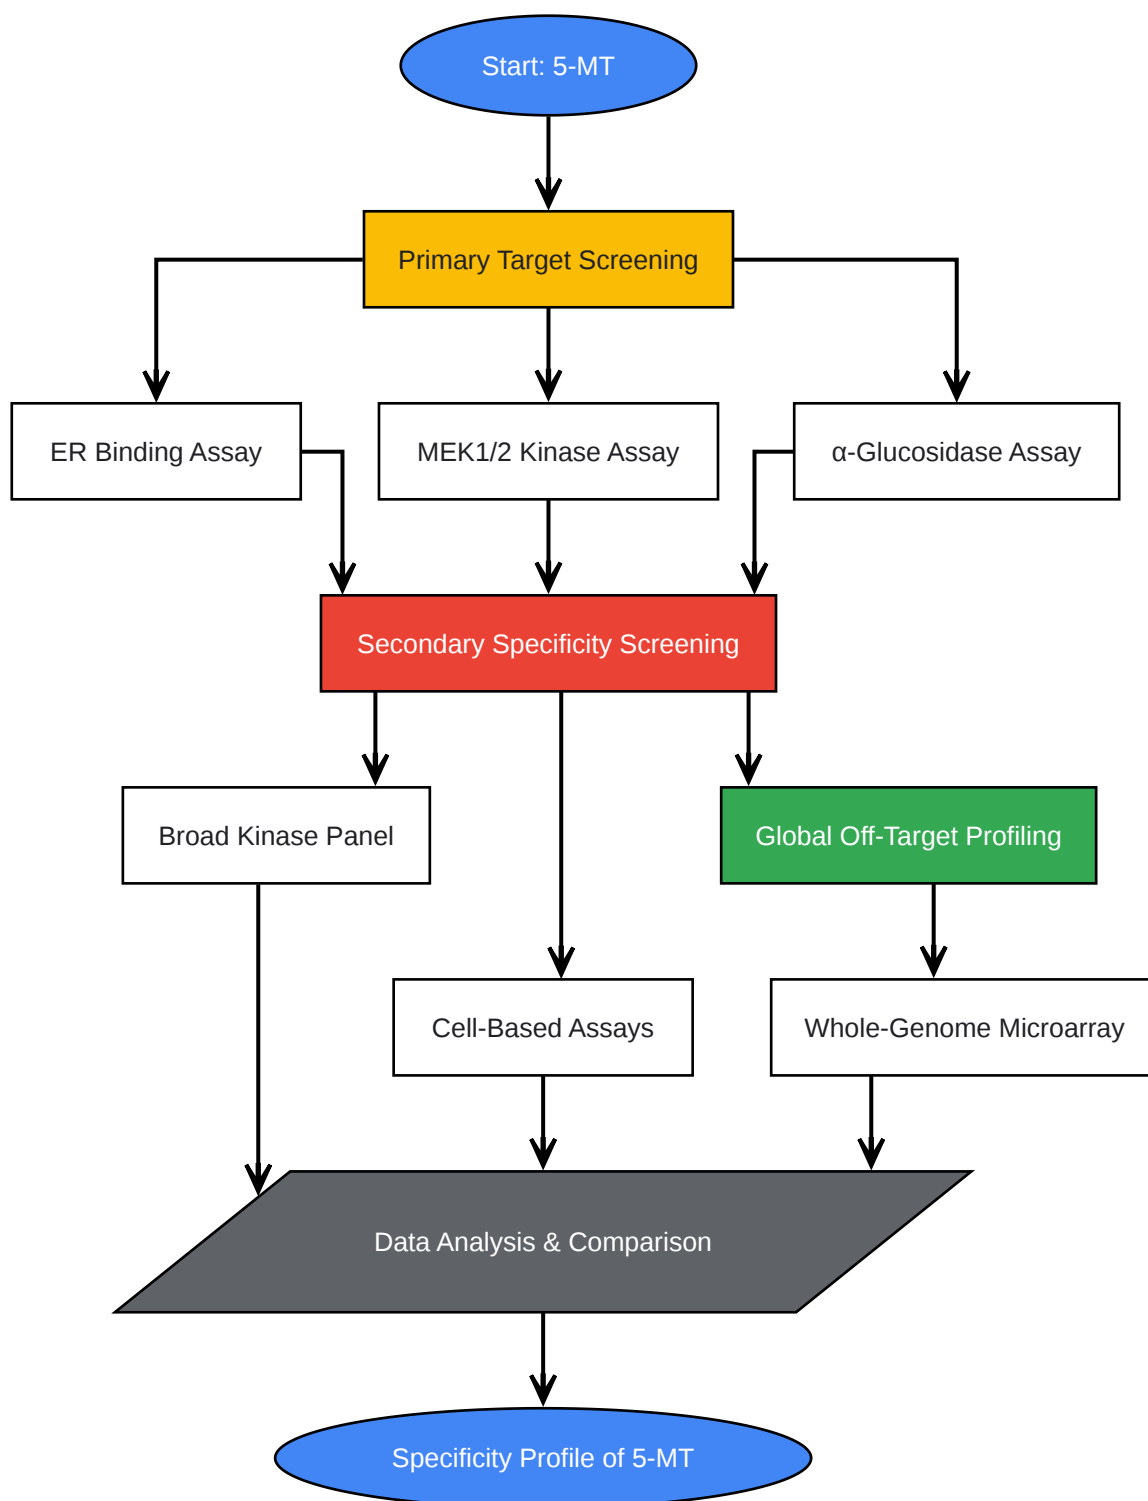 Start: 5-MT
Primary Target Screening
ER Binding Assay
MEK1/2 Kinase Assay
α-Glucosidase Assay
Secondary Specificity Screening
Broad Kinase Panel
Global Off-Target Profiling
Cell-Based Assays
Whole-Genome Microarray
Data Analysis & Comparison
Specificity Profile of 5-MT